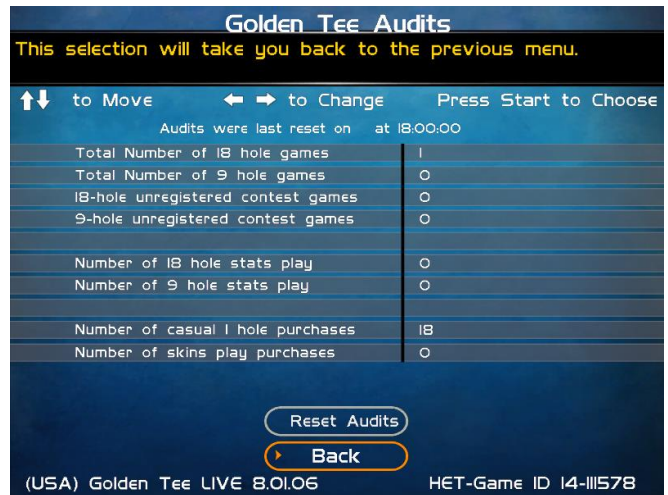 Golden Tee Audits
This selection will take you back to the previous menu.
to Move to Change Press Start to Choose
Audits were last reset on at 18:00:00
Total Number of 18 hole games 1
Total Number of 9 hole games 0
18-hole unregistered contest games 0
9-hole unregistered contest games 0
Number of 18 hole stats play 0
Number of 9 hole stats play 0
Number of casual 1 hole purchases 18
Number of skins play purchases 0
Reset Audits
Back
(USA) Golden Tee LIVE 8.01.06 HET-Game ID 14-111578